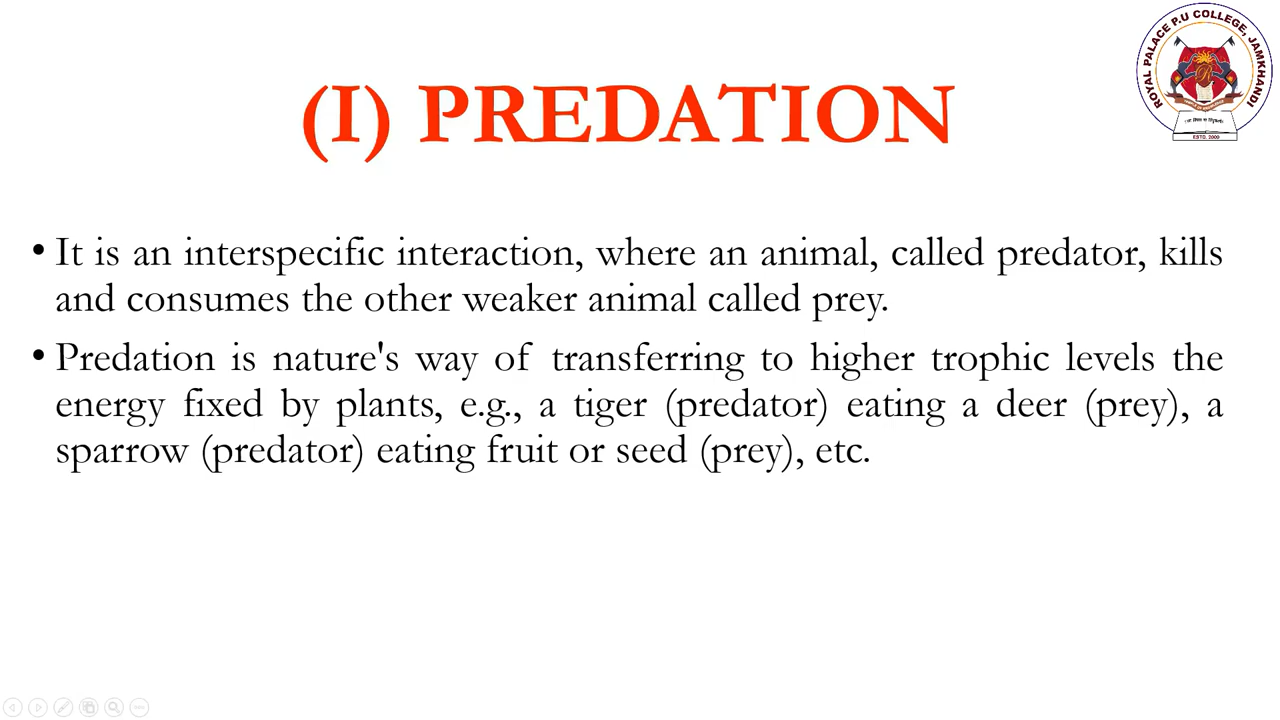 ROYAL PALACE P.U COLLEGE, JAMKHANDI
ESTD. 2009
(I) PREDATION
• It is an interspecific interaction, where an animal, called predator, kills
and consumes the other weaker animal called prey.
• Predation is nature's way of transferring to higher trophic levels the
energy fixed by plants, e.g., a tiger (predator) eating a deer (prey), a
sparrow (predator) eating fruit or seed (prey), etc.